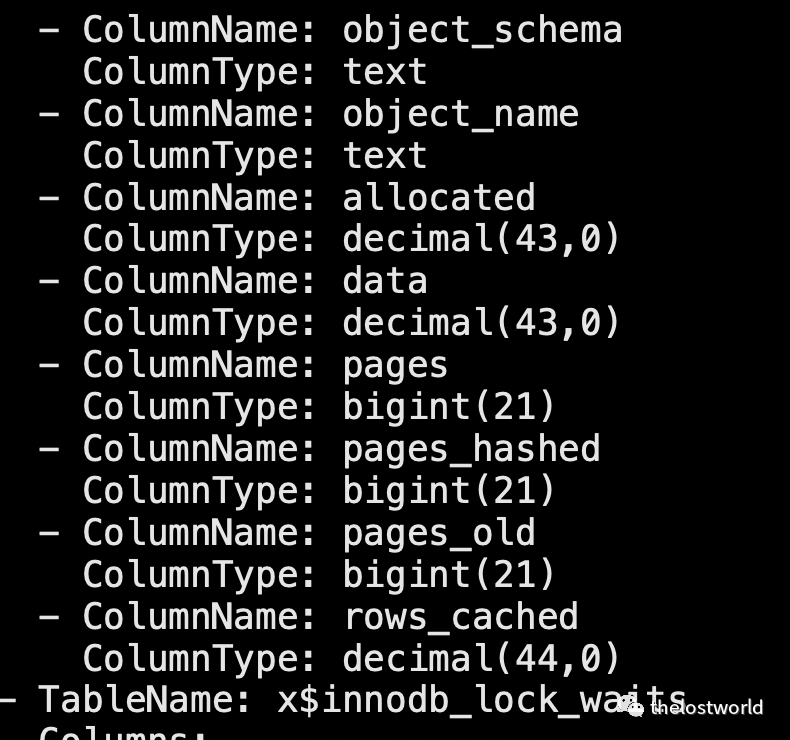 - ColumnName: object_schema
ColumnType: text
- ColumnName: object_name
ColumnType: text
- ColumnName: allocated
ColumnType: decimal(43,0)
- ColumnName: data
ColumnType: decimal(43,0)
- ColumnName: pages
ColumnType: bigint(21)
- ColumnName: pages_hashed
ColumnType: bigint(21)
- ColumnName: pages_old
ColumnType: bigint(21)
- ColumnName: rows_cached
ColumnType: decimal(44,0)
- TableName: x$innodb_lock_waits
thelostworld
Columns: